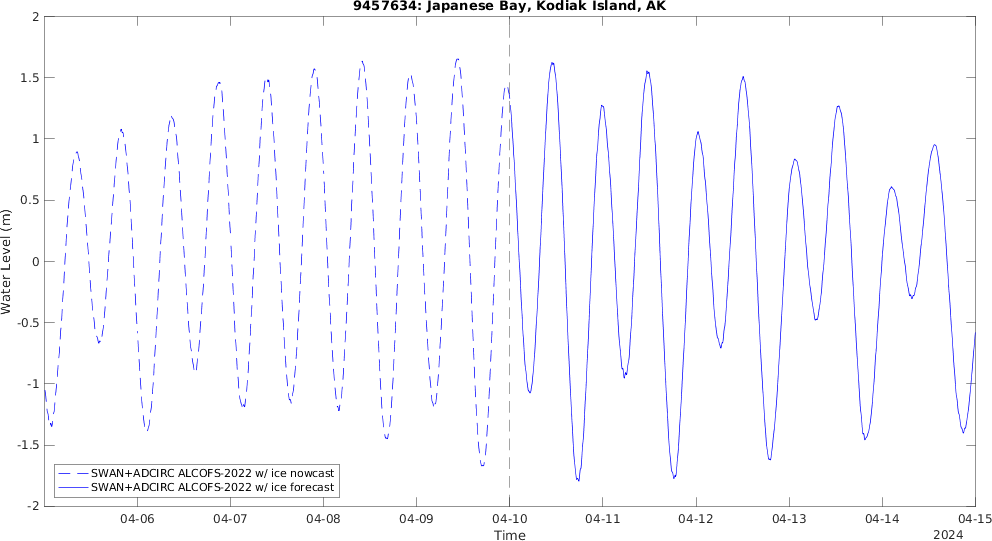 9457634: Japanese Bay, Kodiak Island, AK
2
1.5
1
0.5
0
-0.5
-1
-1.5
-2
Water Level (m)
SWAN+ADCIRC ALCOFS-2022 w/ ice nowcast
SWAN+ADCIRC ALCOFS-2022 w/ ice forecast
04-06 04-07 04-08 04-09 04-10 04-11 04-12 04-13 04-14 04-15
Time
2024